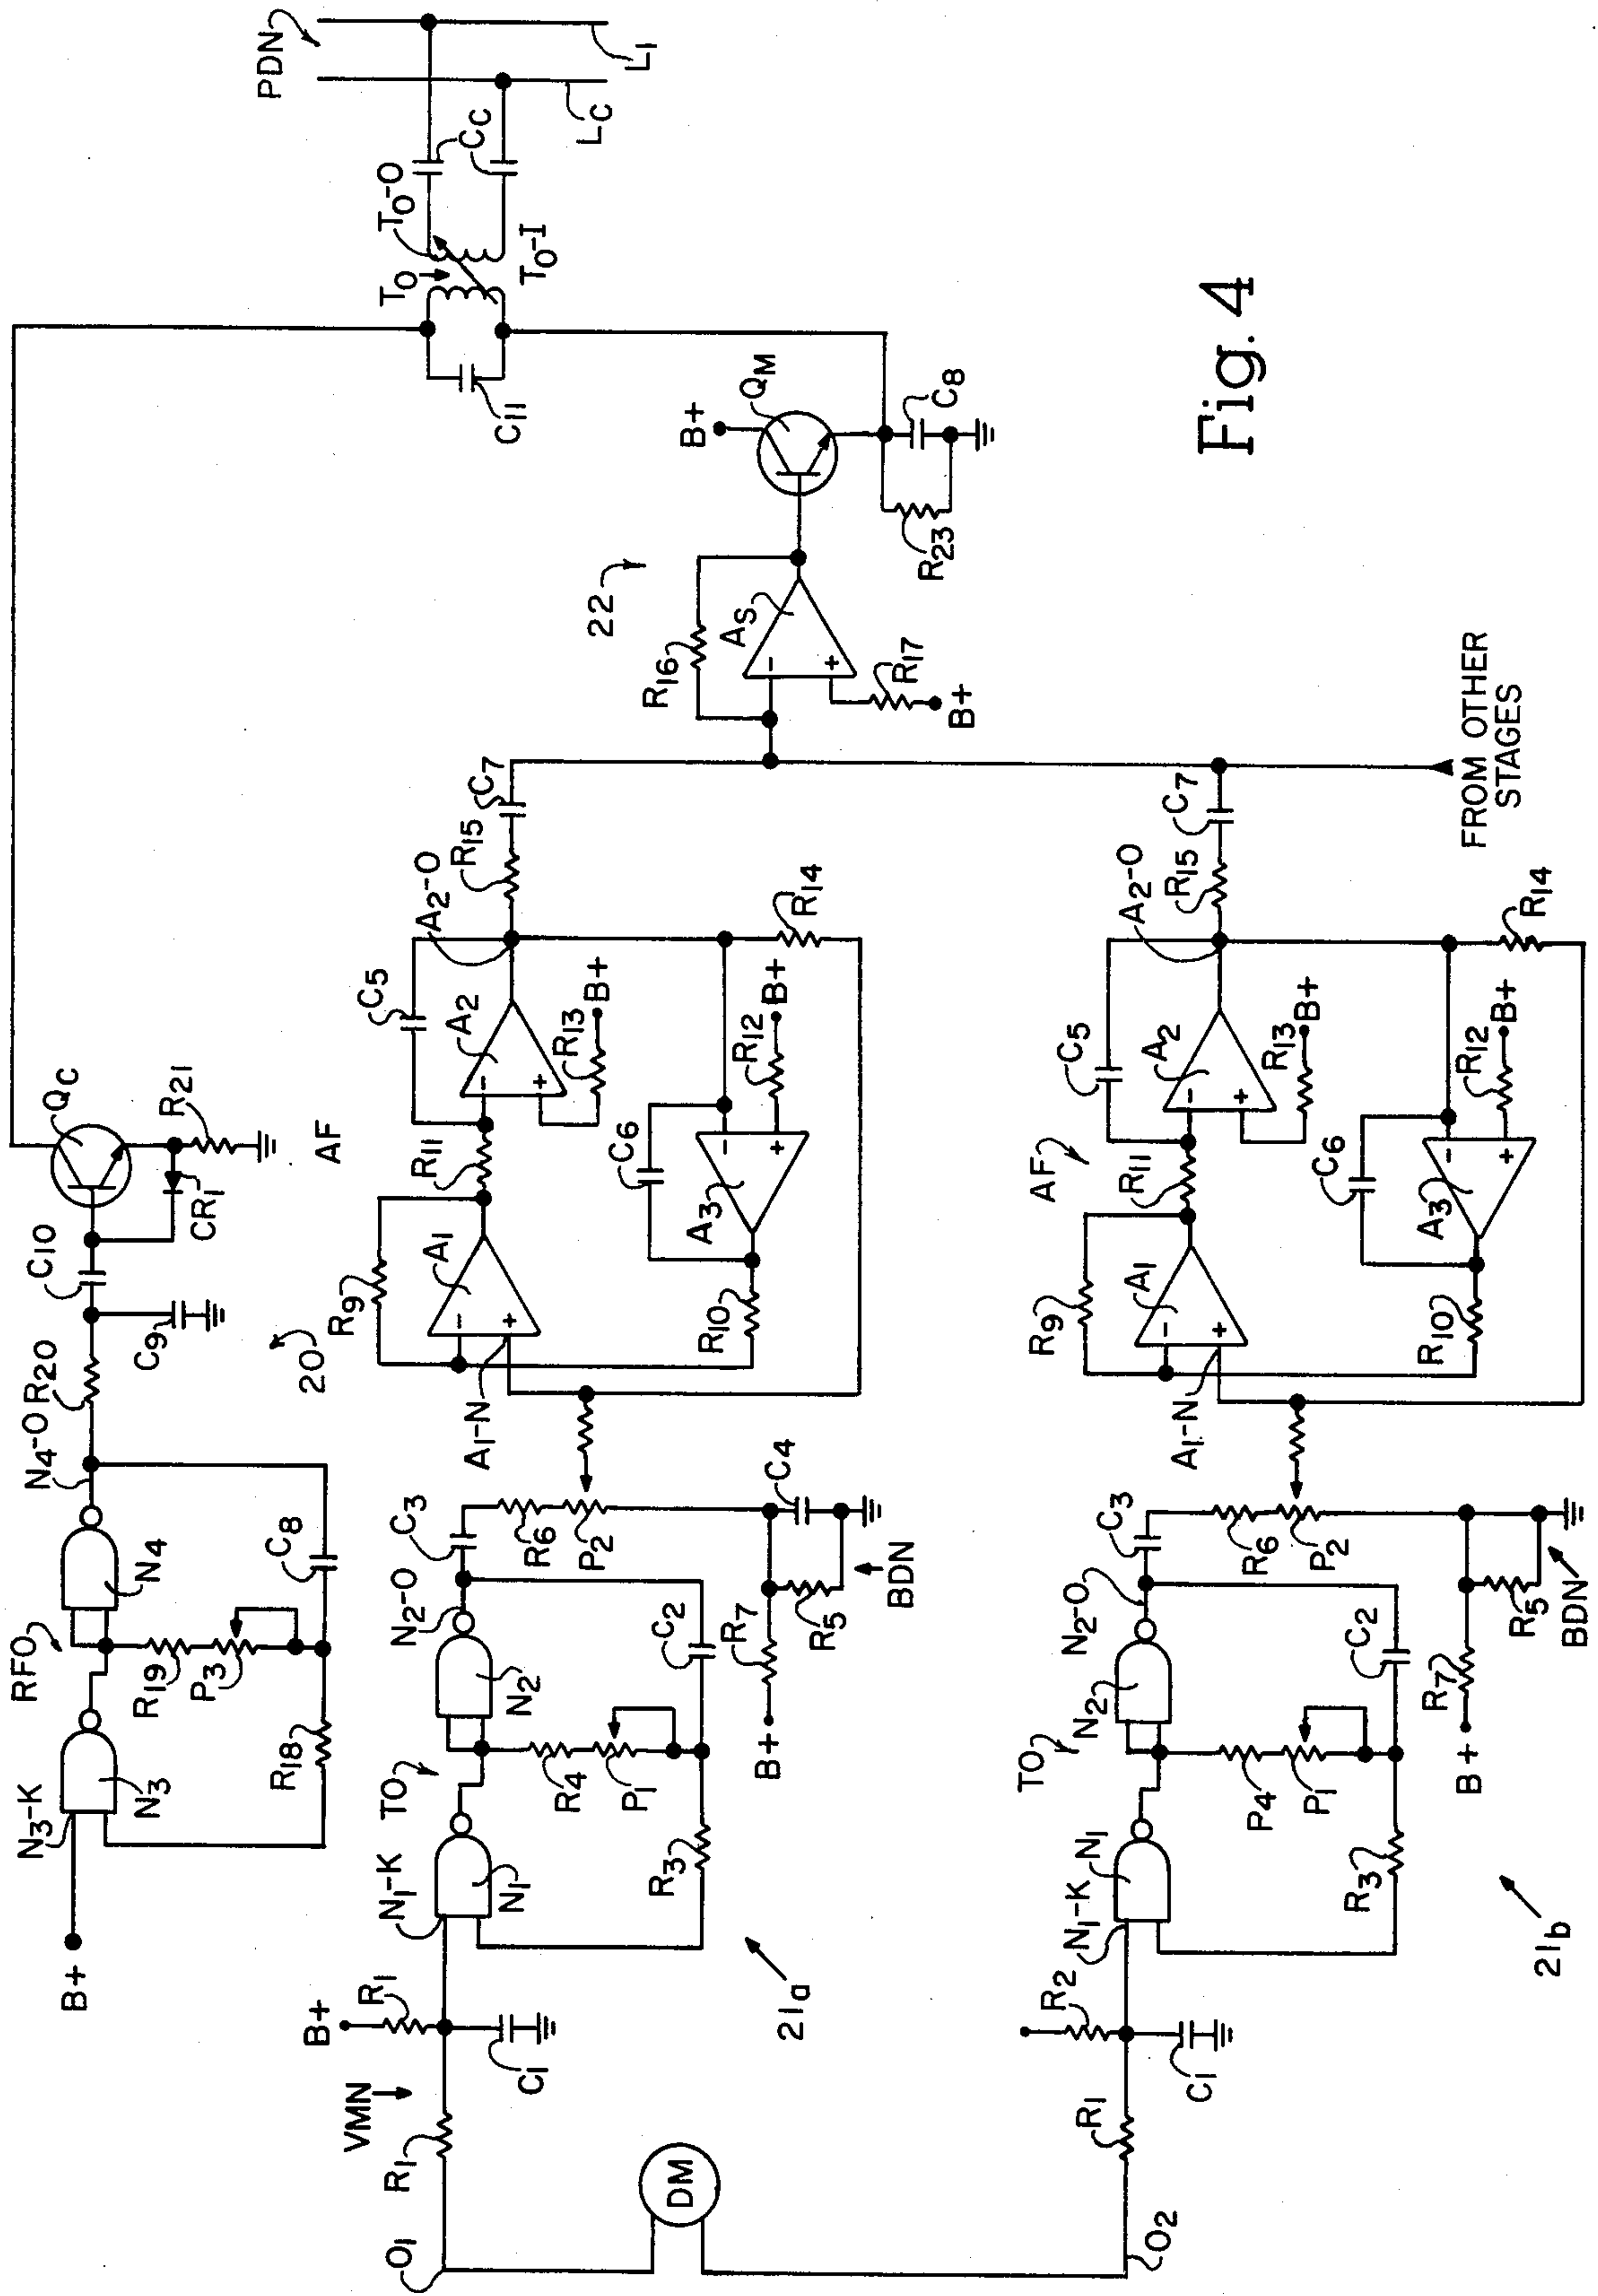 PDN
L1
LC
CC
TO-O
TO
TO-I
C11
B+
QM
C8
R23
22
R16
AS
R17
B+
Fig. 4
FROM OTHER
STAGES
B+
N3-K
N3
RFO
N4
N4-O
R20
C10
QC
R19
P3
R18
C8
C9
CR1
R21
AF
20
R9
A1
A1-N
R11
C5
A2
A2-O
R15
C7
R13
B+
C6
A3
R12
B+
R10
R14
VMN
B+
R1
R1
O1
C1
N1-K
N1
TO
N2
N2-O
C3
R4
P1
R3
C2
R6
P2
C4
R7
R5
B+
BDN
21a
DM
O2
R1
R2
C1
N1-K
N1
TO
N2
N2-O
C3
P4
P1
R3
C2
R6
P2
R7
R5
B+
BDN
21b
AF
R9
A1
A1-N
R11
C5
A2
A2-O
R15
C7
R13
B+
C6
A3
R12
B+
R10
R14